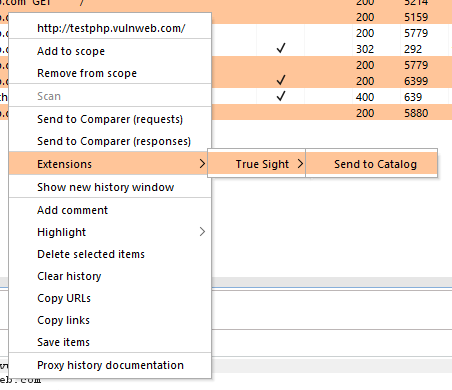 b.com GET / 200 5214
http://testphp.vulnweb.com/
200 5159
200 5779
Add to scope
✓ 302 292
Remove from scope
200 5779
✓ 200 6399
Scan
✓ 400 639
Send to Comparer (requests)
200 5880
Send to Comparer (responses)
Extensions > True Sight > Send to Catalog
Show new history window
Add comment
Highlight >
Delete selected items
Clear history
Copy URLs
Copy links
Save items
Proxy history documentation
eb.com